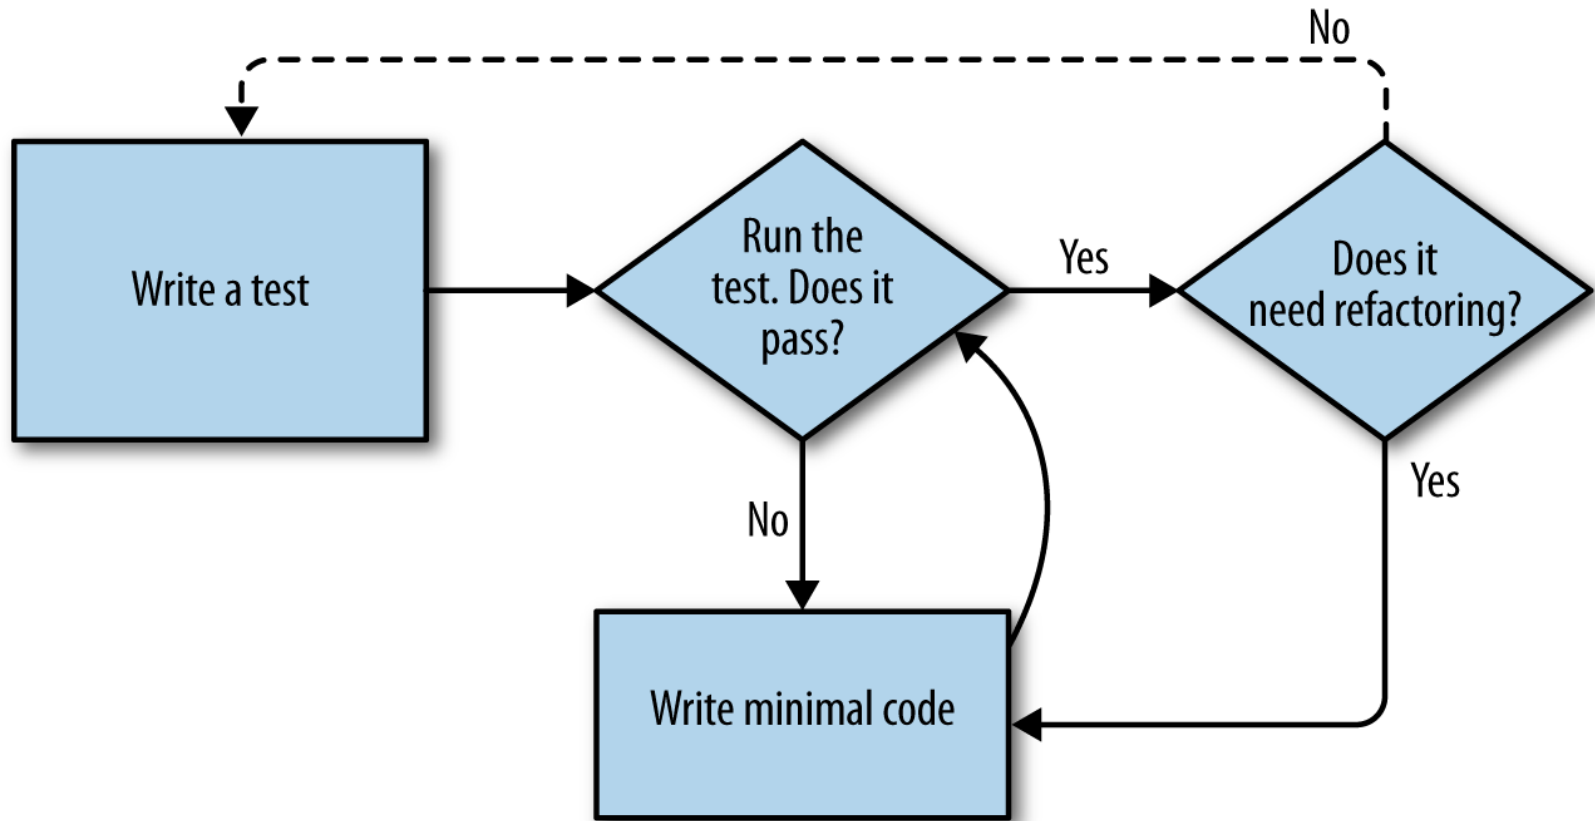 No
Write a test
Run the
test. Does it
pass?
Yes
Does it
need refactoring?
No
Yes
Write minimal code